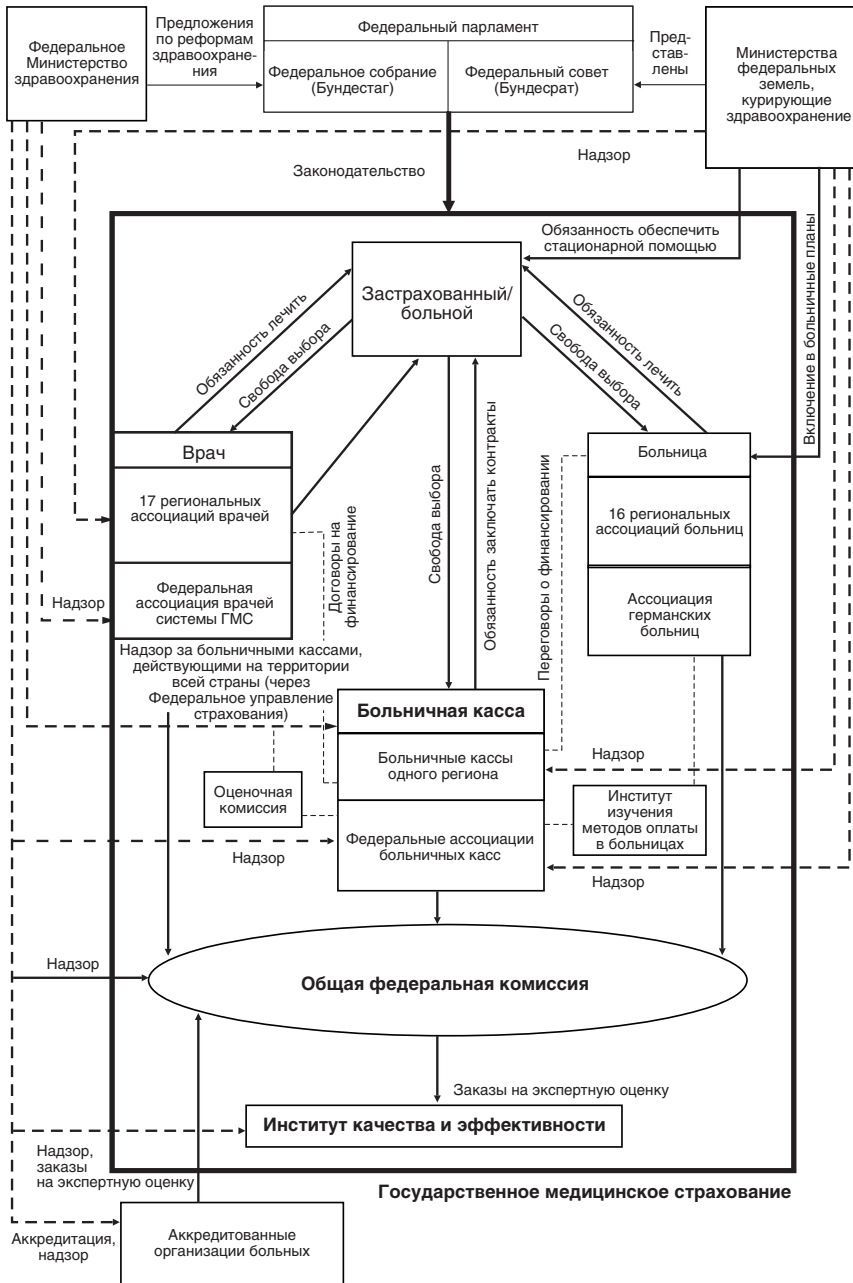 Федеральное
Министерство
здравоохранения
Предложения
по реформам
здравоохране-
ния
Федеральный парламент
Федеральное собрание
(Бундестаг)
Федеральный совет
(Бундесрат)
Пред-
став-
лены
Министерства
федеральных
земель,
курирующие
здравоохранение
Надзор
Законодательство
Обязанность обеспечить
стационарной помощью
Включение в больничные планы
Застрахованный/
больной
Обязанность лечить
Свобода выбора
Обязанность лечить
Свобода выбора
Врач
17 региональных
ассоциаций врачей
Федеральная
ассоциация врачей
системы ГМС
Надзор
Договоры на
финансирование
Свобода выбора
Обязанность заключать контракты
Переговоры о финансировании
Больница
16 региональных
ассоциаций больниц
Ассоциация
германских
больниц
Надзор за больничными кассами,
действующими на территории
всей страны (через
Федеральное управление
страхования)
Больничная касса
Больничные кассы
одного региона
Федеральные ассоциации
больничных касс
Оценочная
комиссия
Надзор
Надзор
Институт
изучения
методов оплаты
в больницах
Надзор
Надзор
Общая федеральная комиссия
Заказы на экспертную оценку
Институт качества и эффективности
Надзор,
заказы
на экспертную оценку
Государственное медицинское страхование
Аккредитация,
надзор
Аккредитованные
организации больных